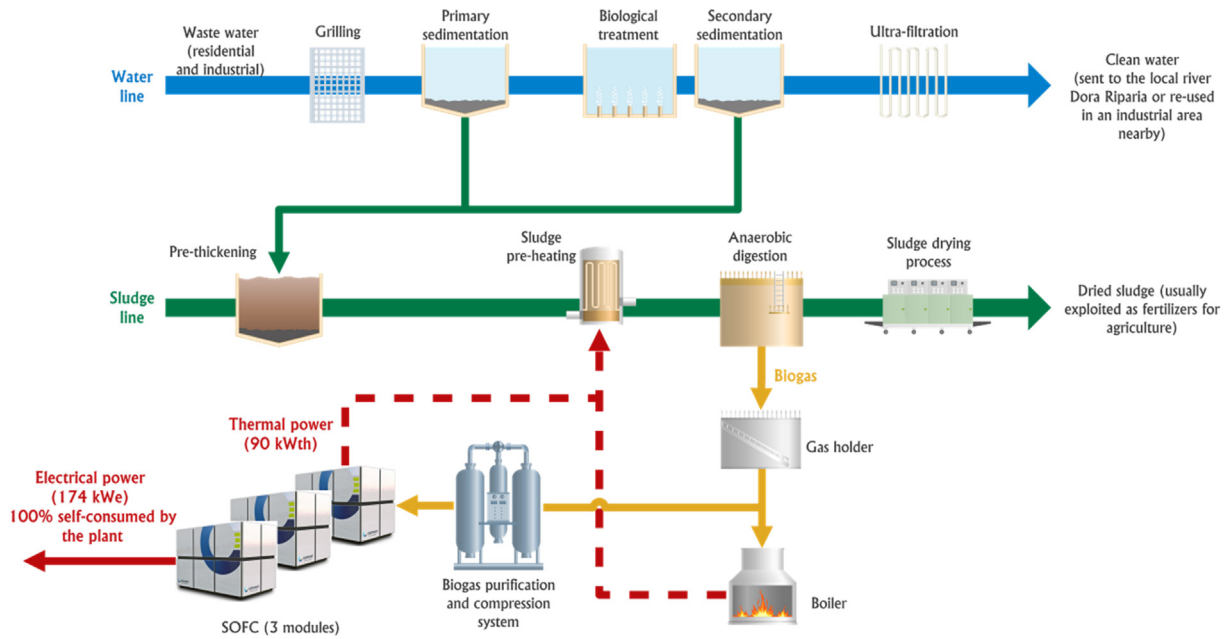 Waste water
(residential
and industrial)
Grilling
Primary
sedimentation
Biological
treatment
Secondary
sedimentation
Ultra-filtration
Clean water
(sent to the local river
Dora Riparia or re-used
in an industrial area
nearby)
Water
line
Pre-thickening
Sludge
pre-heating
Anaerobic
digestion
Sludge drying
process
Sludge
line
Dried sludge (usually
exploited as fertilizers for
agriculture)
Biogas
Thermal power
(90 kWth)
Gas holder
Electrical power
(174 kWe)
100% self-consumed by
the plant
Biogas purification
and compression
system
Boiler
SOFC (3 modules)